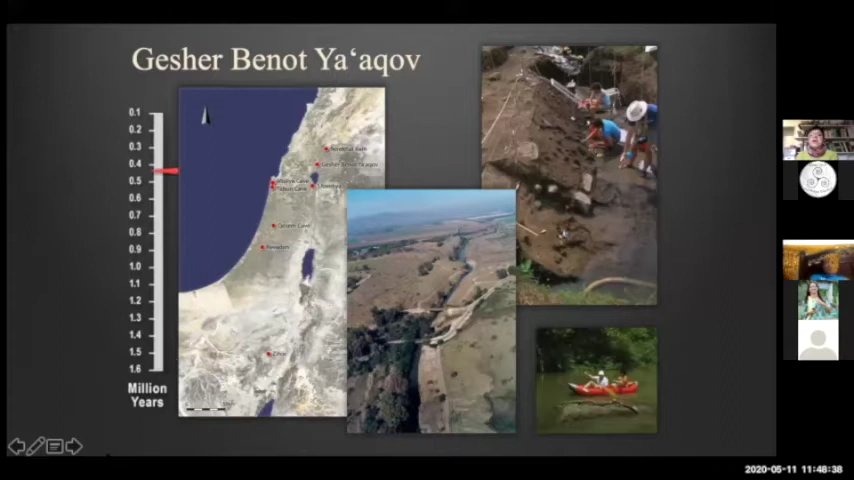 Gesher Benot Ya‘aqov
0.1
0.2
0.3
0.4
0.5
0.6
0.7
0.8
0.9
1.0
1.1
1.2
1.3
1.4
1.5
1.6
Million
Years
Gesher Benot Ya'aqov
Tabun Cave
Qesem Cave
Revadim
2020-05-11 11:48:38